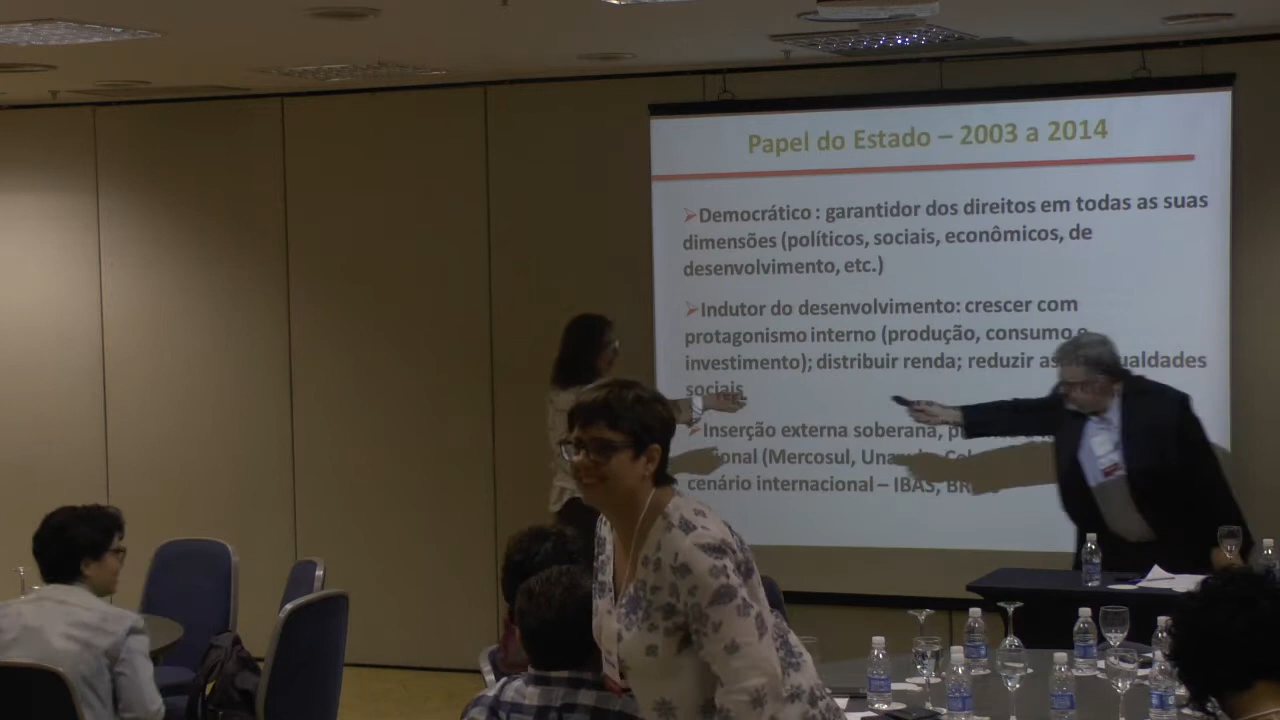 Papel do Estado – 2003 a 2014
➢Democrático : garantidor dos direitos em todas as suas
dimensões (políticos, sociais, econômicos, de
desenvolvimento, etc.)
➢Indutor do desenvolvimento: crescer com
protagonismo interno (produção, consumo e
investimento); distribuir renda; reduzir
sociais
➢Inserção externa soberana,
(Mercosul,
cenário internacional – IBAS,